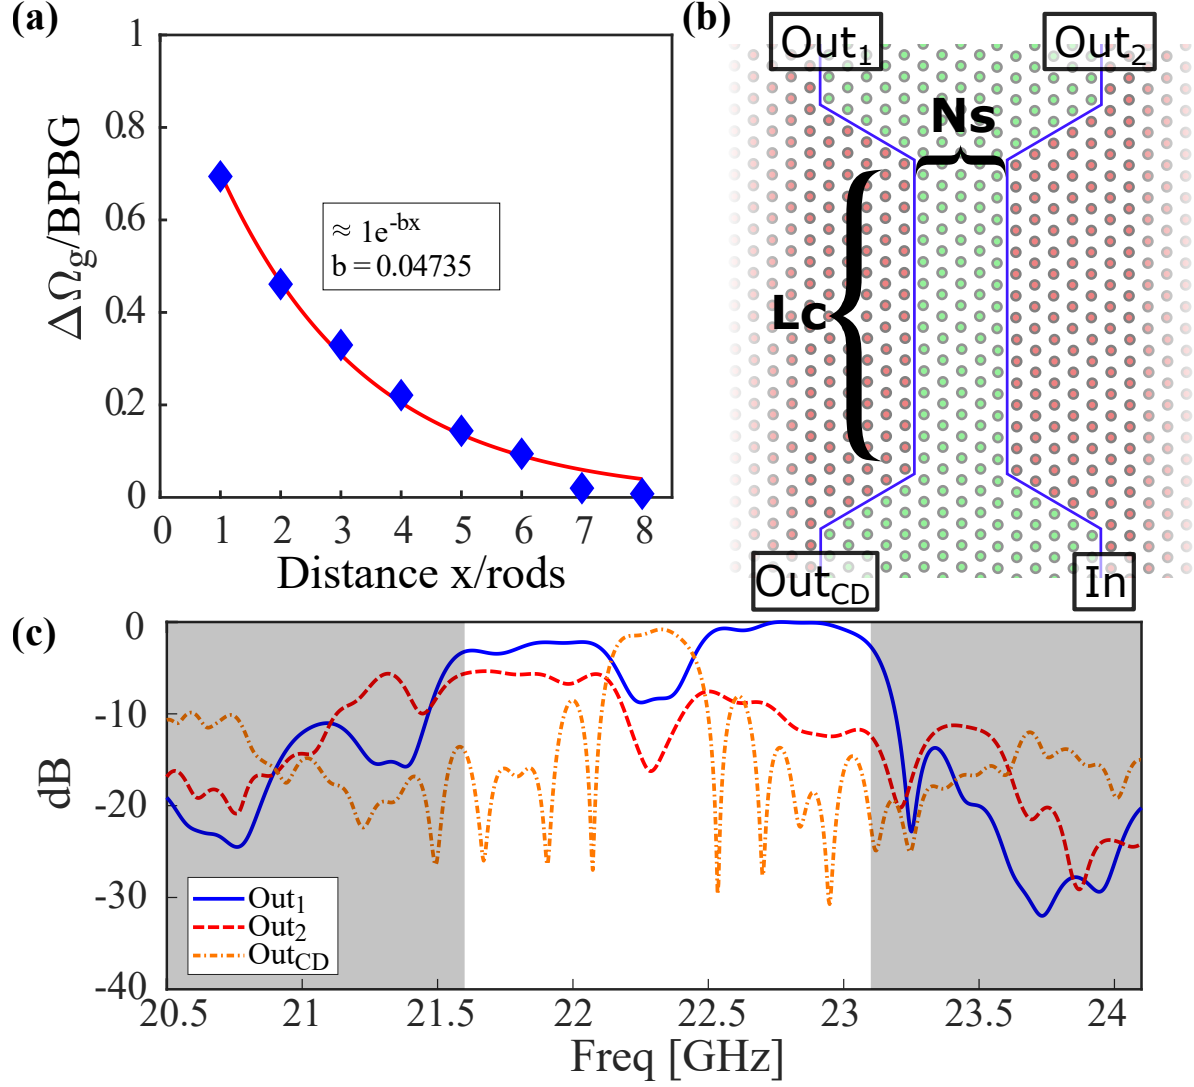 (a)
1
0.8
0.6
0.4
0.2
0
ΔΩg/BPBG
≈ 1e^-bx
b = 0.04735
0 1 2 3 4 5 6 7 8
Distance x/rods
(b)
Out1
Out2
Ns
Lc
OutCD
In
(c)
0
-10
-20
-30
-40
dB
Out1
Out2
OutCD
20.5 21 21.5 22 22.5 23 23.5 24
Freq [GHz]